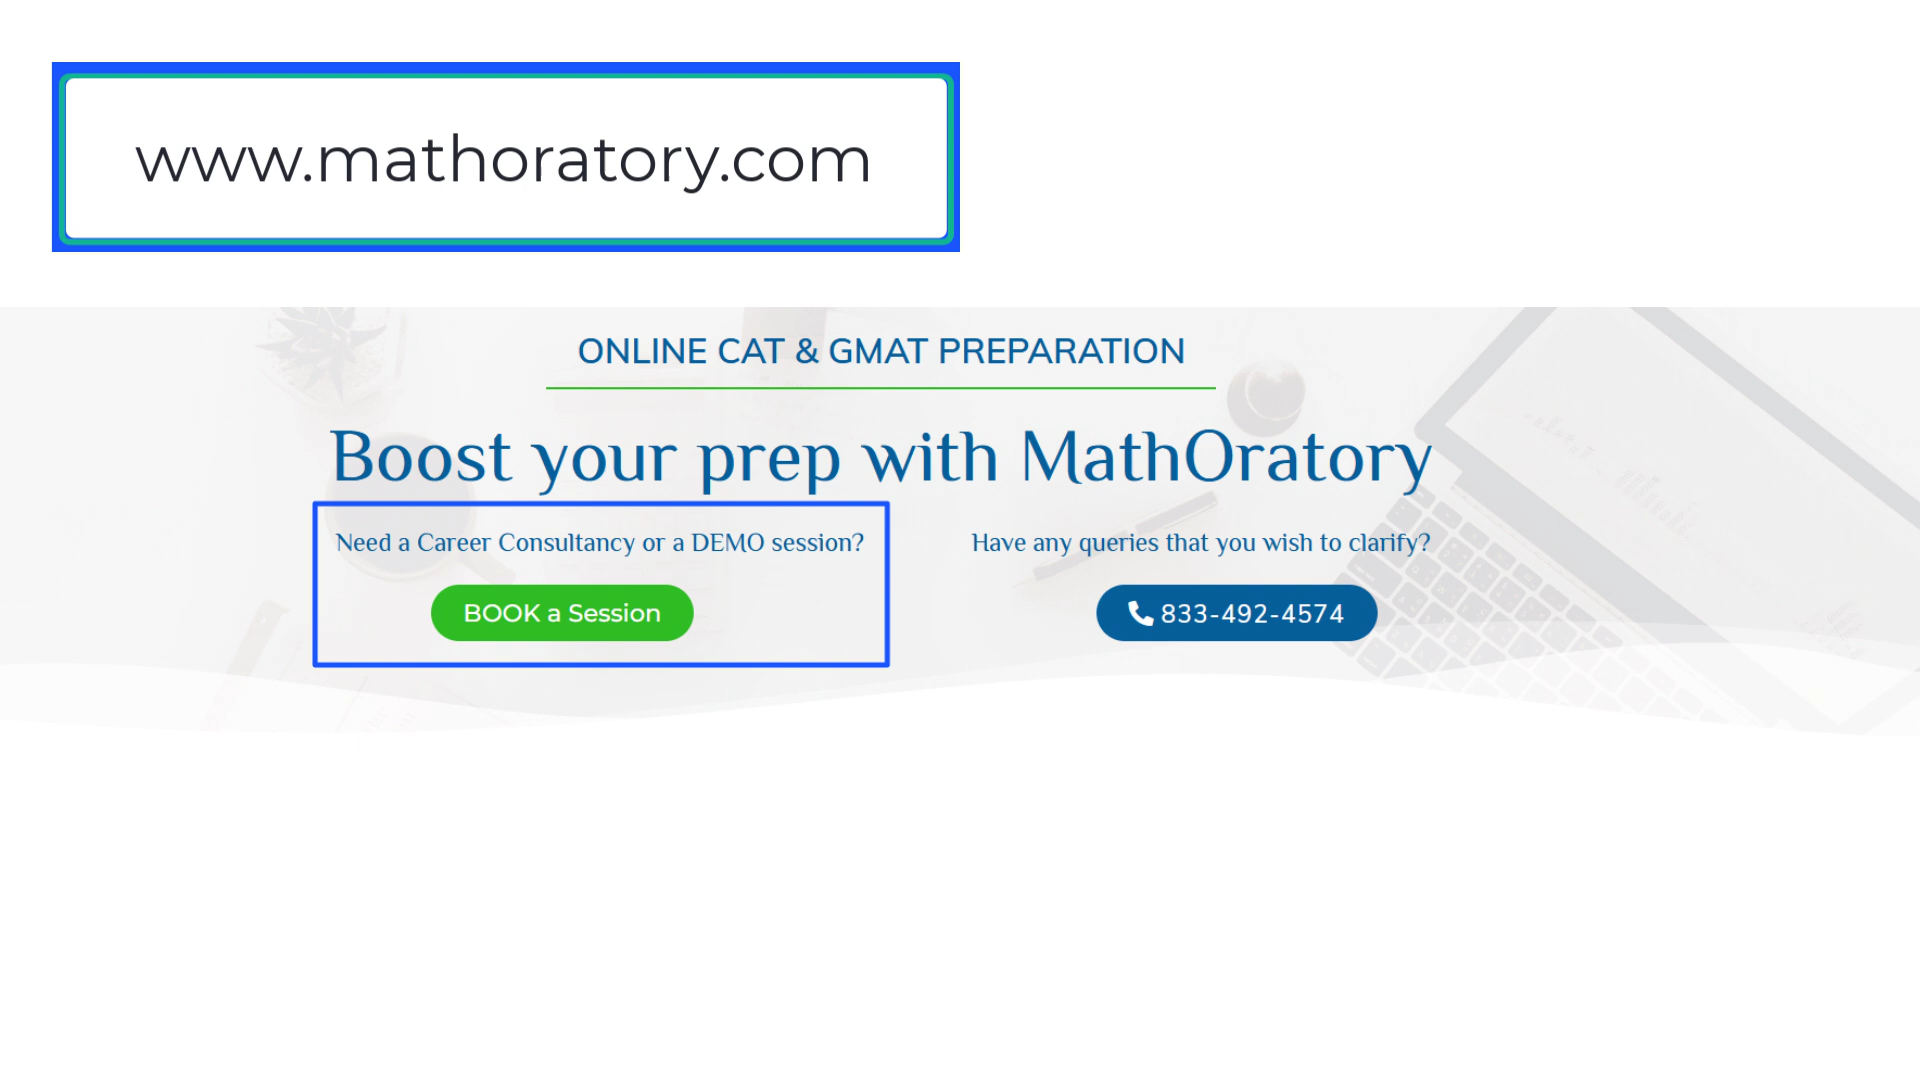 www.mathoratory.com
ONLINE CAT & GMAT PREPARATION
Boost your prep with MathOratory
Need a Career Consultancy or a DEMO session?
Have any queries that you wish to clarify?
BOOK a Session
833-492-4574